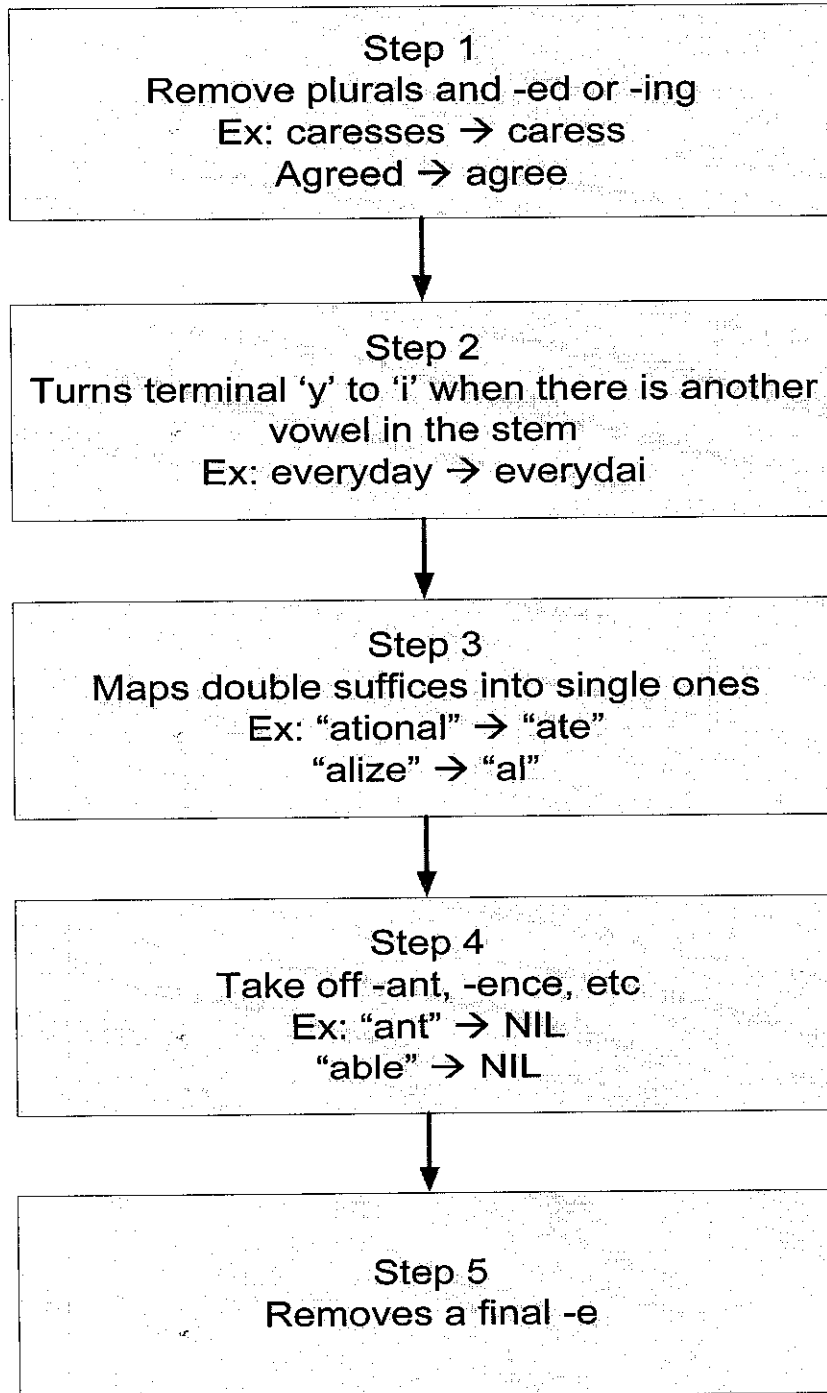 Step 1
Remove plurals and -ed or -ing
Ex: caresses → caress
Agreed → agree
Step 2
Turns terminal ‘y’ to ‘i’ when there is another
vowel in the stem
Ex: everyday → everydai
Step 3
Maps double suffices into single ones
Ex: “ational” → “ate”
“alize” → “al”
Step 4
Take off -ant, -ence, etc
Ex: “ant” → NIL
“able” → NIL
Step 5
Removes a final -e